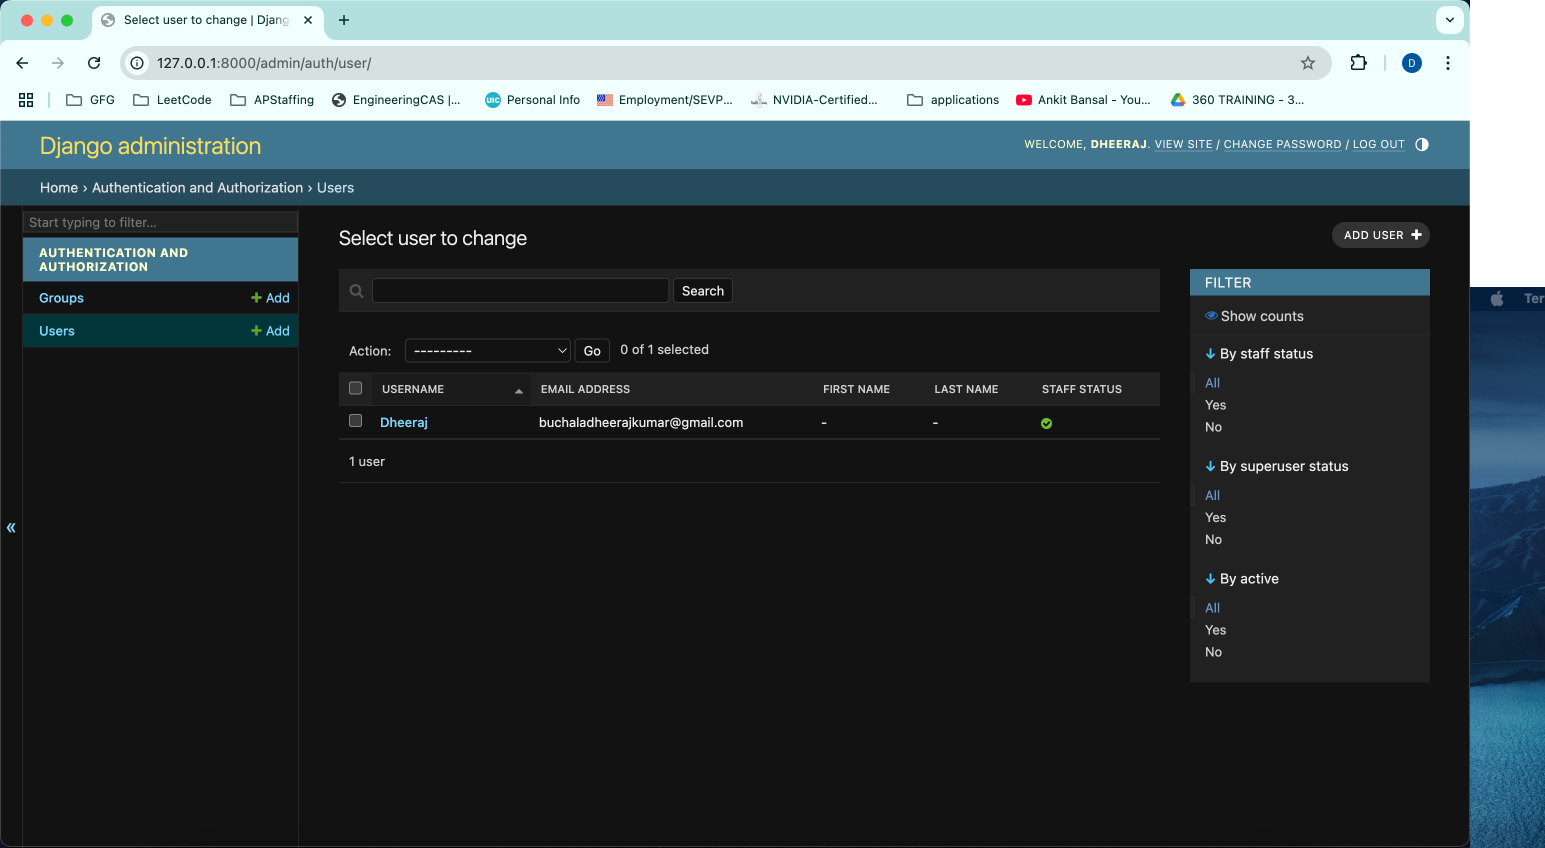 Select user to change | Djang
127.0.0.1:8000/admin/auth/user/
D
GFG
LeetCode
APStaffing
EngineeringCAS |...
UIC
Personal Info
Employment/SEVP...
NVIDIA-Certified...
applications
Ankit Bansal - You...
360 TRAINING - 3...
Django administration
WELCOME, DHEERAJ. VIEW SITE / CHANGE PASSWORD / LOG OUT
Home › Authentication and Authorization › Users
Start typing to filter...
AUTHENTICATION AND
AUTHORIZATION
Groups
+ Add
Users
+ Add
«
Select user to change
ADD USER +
Search
Action:
---------
Go
0 of 1 selected
USERNAME
EMAIL ADDRESS
FIRST NAME
LAST NAME
STAFF STATUS
Dheeraj
buchaladheerajkumar@gmail.com
-
-
1 user
FILTER
Show counts
↓ By staff status
All
Yes
No
↓ By superuser status
All
Yes
No
↓ By active
All
Yes
No
Ter